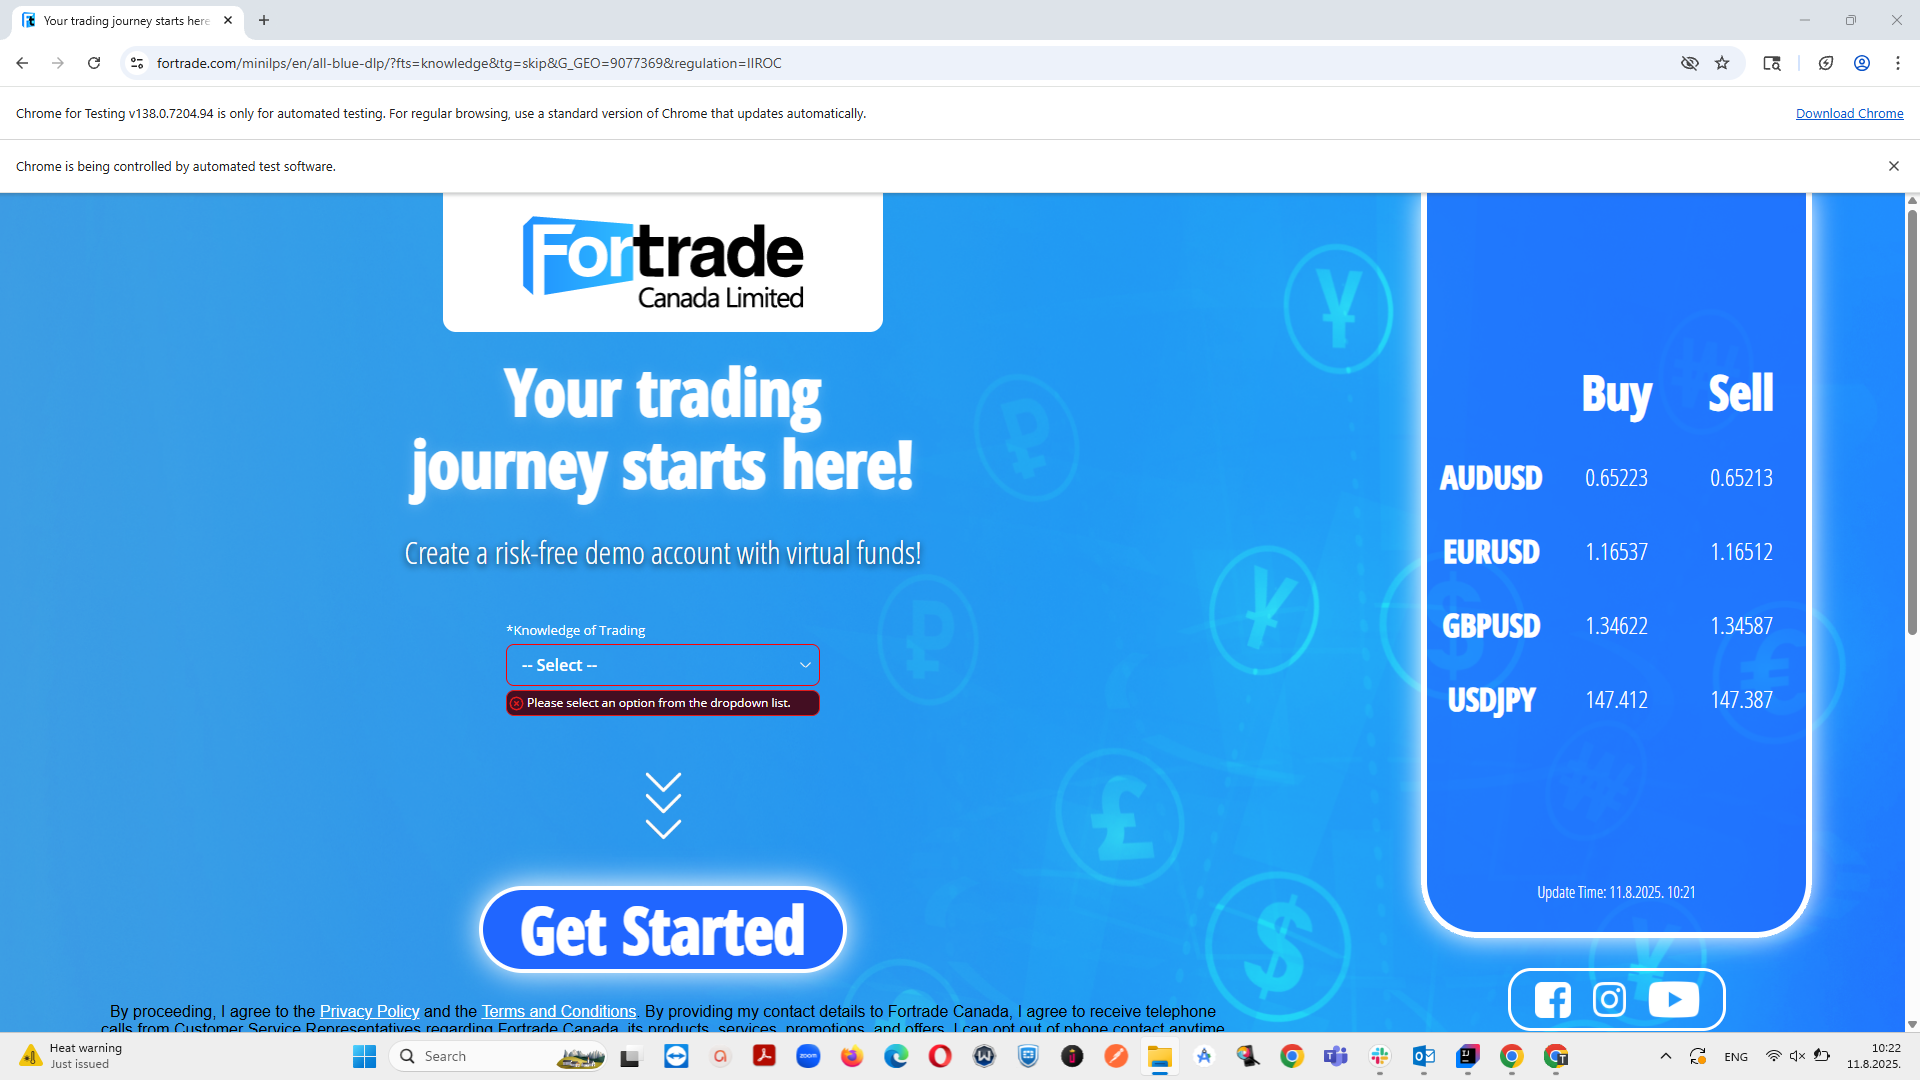 Your trading journey starts here
fortrade.com/minilps/en/all-blue-dlp/?fts=knowledge&tg=skip&G_GEO=9077369&regulation=IIROC
Chrome for Testing v138.0.7204.94 is only for automated testing. For regular browsing, use a standard version of Chrome that updates automatically.
Download Chrome
Chrome is being controlled by automated test software.
Fortrade
Canada Limited
Your trading
journey starts here!
Create a risk-free demo account with virtual funds!
*Knowledge of Trading
-- Select --
Please select an option from the dropdown list.
Get Started
By proceeding, I agree to the Privacy Policy and the Terms and Conditions. By providing my contact details to Fortrade Canada, I agree to receive telephone
calls from Customer Service Representatives regarding Fortrade Canada, its products, services, promotions, and offers. I can opt out of phone contact anytime
Buy Sell
AUDUSD 0.65223 0.65213
EURUSD 1.16537 1.16512
GBPUSD 1.34622 1.34587
USDJPY 147.412 147.387
Update Time: 11.8.2025. 10:21
Heat warning
Just issued
Search
zoom
ENG
10:22
11.8.2025.